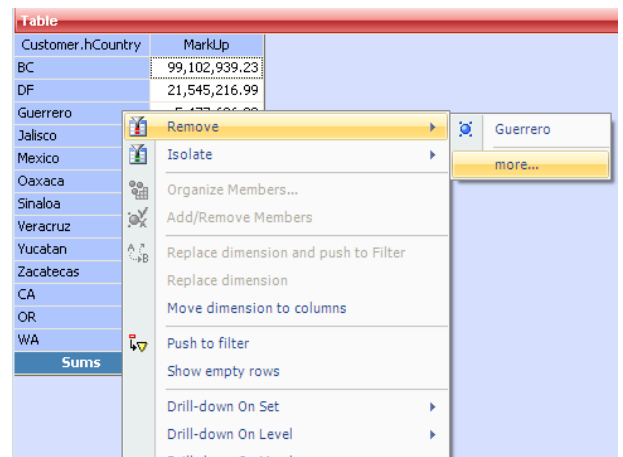 Table
Customer.hCountry MarkUp
BC 99,102,939.23
DF 21,545,216.99
Guerrero
Jalisco
Mexico
Oaxaca
Sinaloa
Veracruz
Yucatan
Zacatecas
CA
OR
WA
Sums
Remove
Isolate
Organize Members...
Add/Remove Members
Replace dimension and push to Filter
Replace dimension
Move dimension to columns
Push to filter
Show empty rows
Drill-down On Set
Drill-down On Level
Guerrero
more...